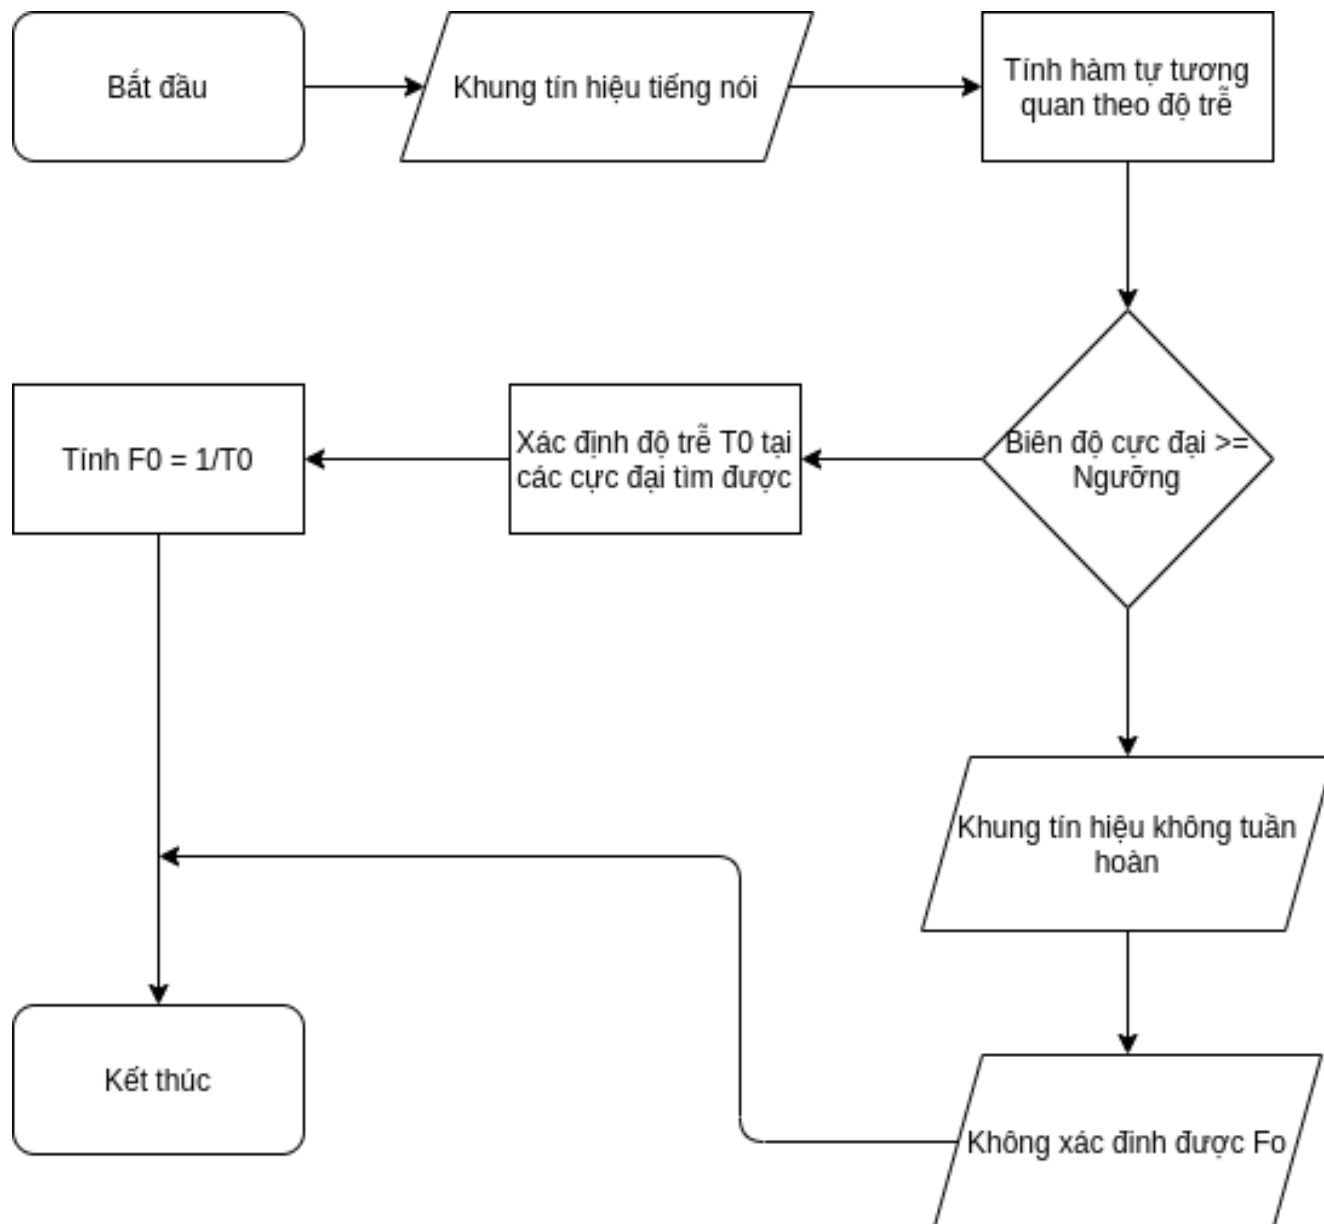 Bắt đầu
Khung tín hiệu tiếng nói
Tính hàm tự tương
quan theo độ trễ
Biên độ cực đại >=
Ngưỡng
Xác định độ trễ T0 tại
các cực đại tìm được
Tính F0 = 1/T0
Khung tín hiệu không tuần
hoàn
Không xác đinh được Fo
Kết thúc